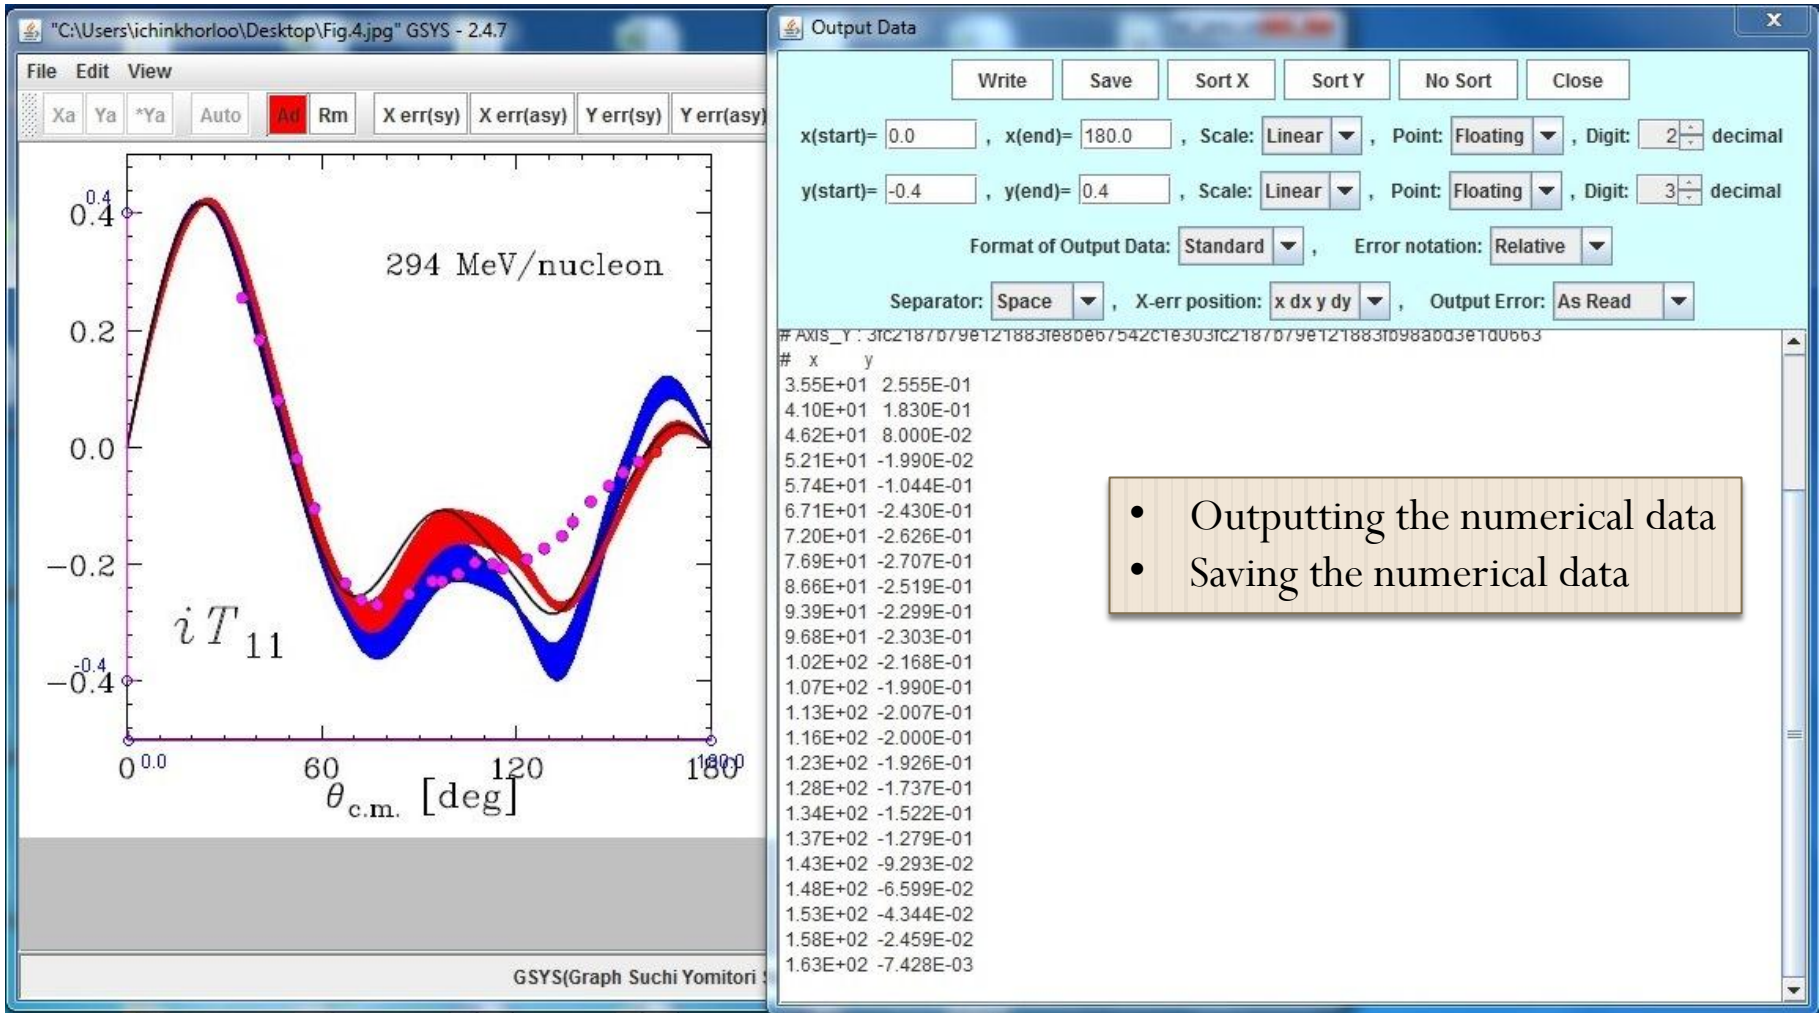 "C:\Users\ichinkhorloo\Desktop\Fig.4.jpg" GSYS - 2.4.7
File Edit View
Xa Ya *Ya Auto Ad Rm X err(sy) X err(asy) Y err(sy) Y err(asy)
0.4
0.4
294 MeV/nucleon
0.2
0.0
−0.2
i T 11
-0.4
−0.4
0 0.0 60 120 180 180.0
θ c.m. [deg]
GSYS(Graph Suchi Yomitori
Output Data
X
Write Save Sort X Sort Y No Sort Close
x(start)= 0.0 , x(end)= 180.0 , Scale: Linear , Point: Floating , Digit: 2 decimal
y(start)= -0.4 , y(end)= 0.4 , Scale: Linear , Point: Floating , Digit: 3 decimal
Format of Output Data: Standard , Error notation: Relative
Separator: Space , X-err position: x dx y dy , Output Error: As Read
# Axis_Y :
# x y
3.55E+01 2.555E-01
4.10E+01 1.830E-01
4.62E+01 8.000E-02
5.21E+01 -1.990E-02
5.74E+01 -1.044E-01
6.71E+01 -2.430E-01
7.20E+01 -2.626E-01
7.69E+01 -2.707E-01
8.66E+01 -2.519E-01
9.39E+01 -2.299E-01
9.68E+01 -2.303E-01
1.02E+02 -2.168E-01
1.07E+02 -1.990E-01
1.13E+02 -2.007E-01
1.16E+02 -2.000E-01
1.23E+02 -1.926E-01
1.28E+02 -1.737E-01
1.34E+02 -1.522E-01
1.37E+02 -1.279E-01
1.43E+02 -9.293E-02
1.48E+02 -6.599E-02
1.53E+02 -4.344E-02
1.58E+02 -2.459E-02
1.63E+02 -7.428E-03
• Outputting the numerical data
• Saving the numerical data